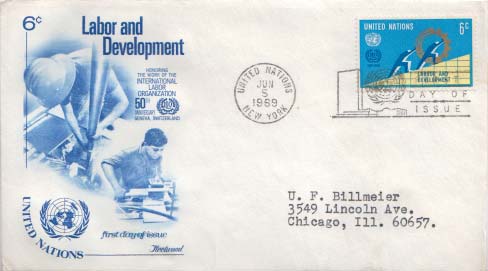 6c
Labor and
Development
HONORING
THE WORK OF THE
INTERNATIONAL
LABOR
ORGANIZATION
50TH
ANNIVERSARY
GENEVA, SWITZERLAND
UNITED NATIONS
first day of issue
Fleetwood
UNITED NATIONS
JUN
5
1969
NEW YORK
UNITED NATIONS 6c
LABOUR AND
DEVELOPMENT
DAY OF
ISSUE
U. F. Billmeier
3549 Lincoln Ave.
Chicago, Ill. 60657.